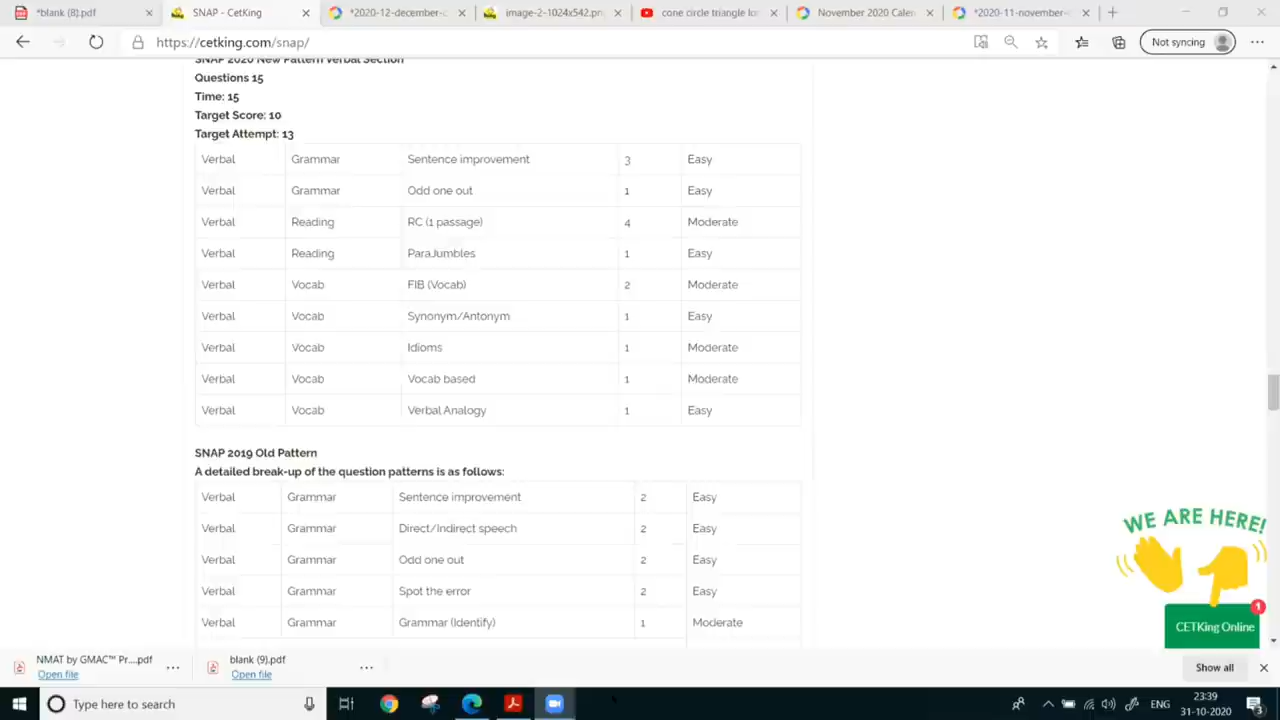 *blank (8).pdf
SNAP - CetKing
*2020-12-december-
image-2-1024x542.pn
cone circle triangle lo
November 2020 Calen
*2020-11-november-
https://cetking.com/snap/
Not syncing
SNAP 2020 New Pattern Verbal Section
Questions 15
Time: 15
Target Score: 10
Target Attempt: 13
Verbal Grammar Sentence improvement 3 Easy
Verbal Grammar Odd one out 1 Easy
Verbal Reading RC (1 passage) 4 Moderate
Verbal Reading ParaJumbles 1 Easy
Verbal Vocab FIB (Vocab) 2 Moderate
Verbal Vocab Synonym/Antonym 1 Easy
Verbal Vocab Idioms 1 Moderate
Verbal Vocab Vocab based 1 Moderate
Verbal Vocab Verbal Analogy 1 Easy
SNAP 2019 Old Pattern
A detailed break-up of the question patterns is as follows:
Verbal Grammar Sentence improvement 2 Easy
Verbal Grammar Direct/Indirect speech 2 Easy
Verbal Grammar Odd one out 2 Easy
Verbal Grammar Spot the error 2 Easy
Verbal Grammar Grammar (Identify) 1 Moderate
WE ARE HERE!
1
CETKing Online
NMAT by GMAC™ Pr....pdf
Open file
blank (9).pdf
Open file
Show all
Type here to search
ENG
23:39
31-10-2020
3